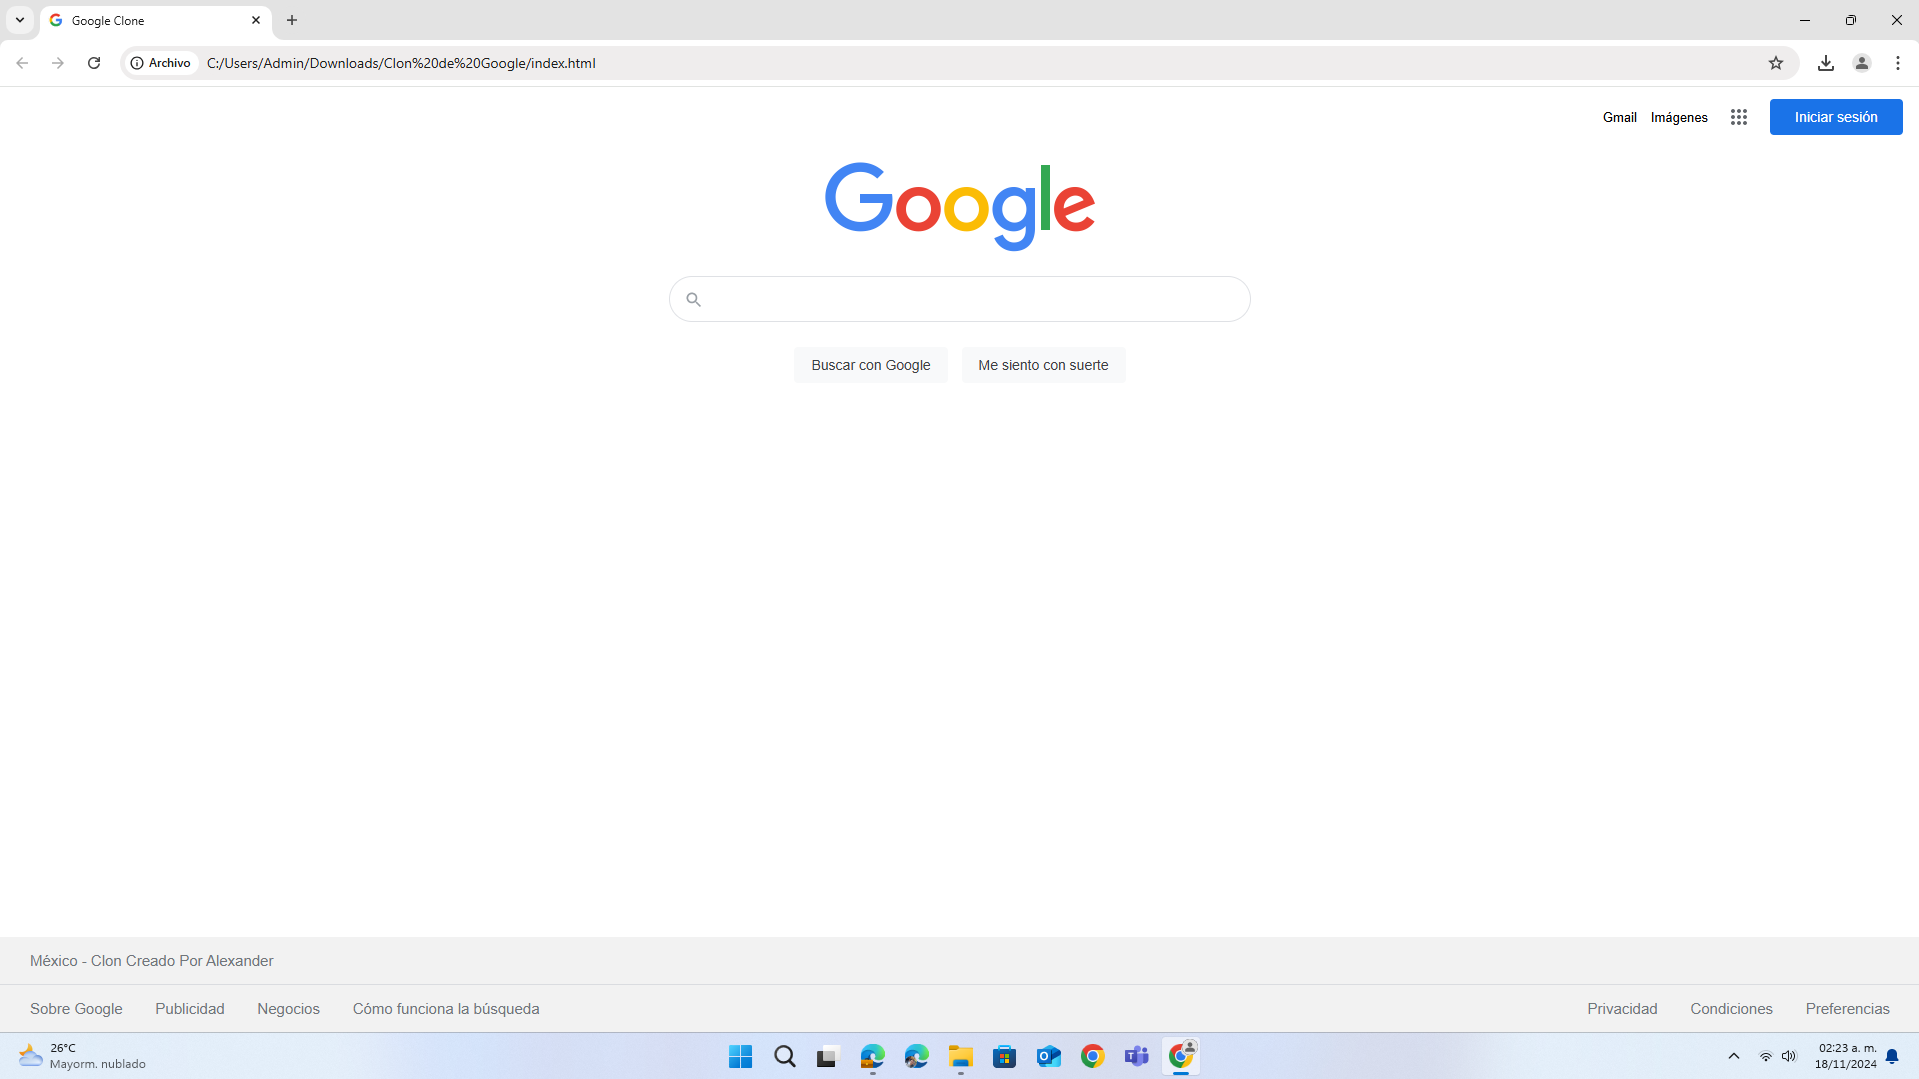 Google Clone
Archivo C:/Users/Admin/Downloads/Clon%20de%20Google/index.html
Gmail Imágenes Iniciar sesión
Google
Buscar con Google Me siento con suerte
México - Clon Creado Por Alexander
Sobre Google Publicidad Negocios Cómo funciona la búsqueda Privacidad Condiciones Preferencias
26°C
Mayorm. nublado
02:23 a. m.
18/11/2024